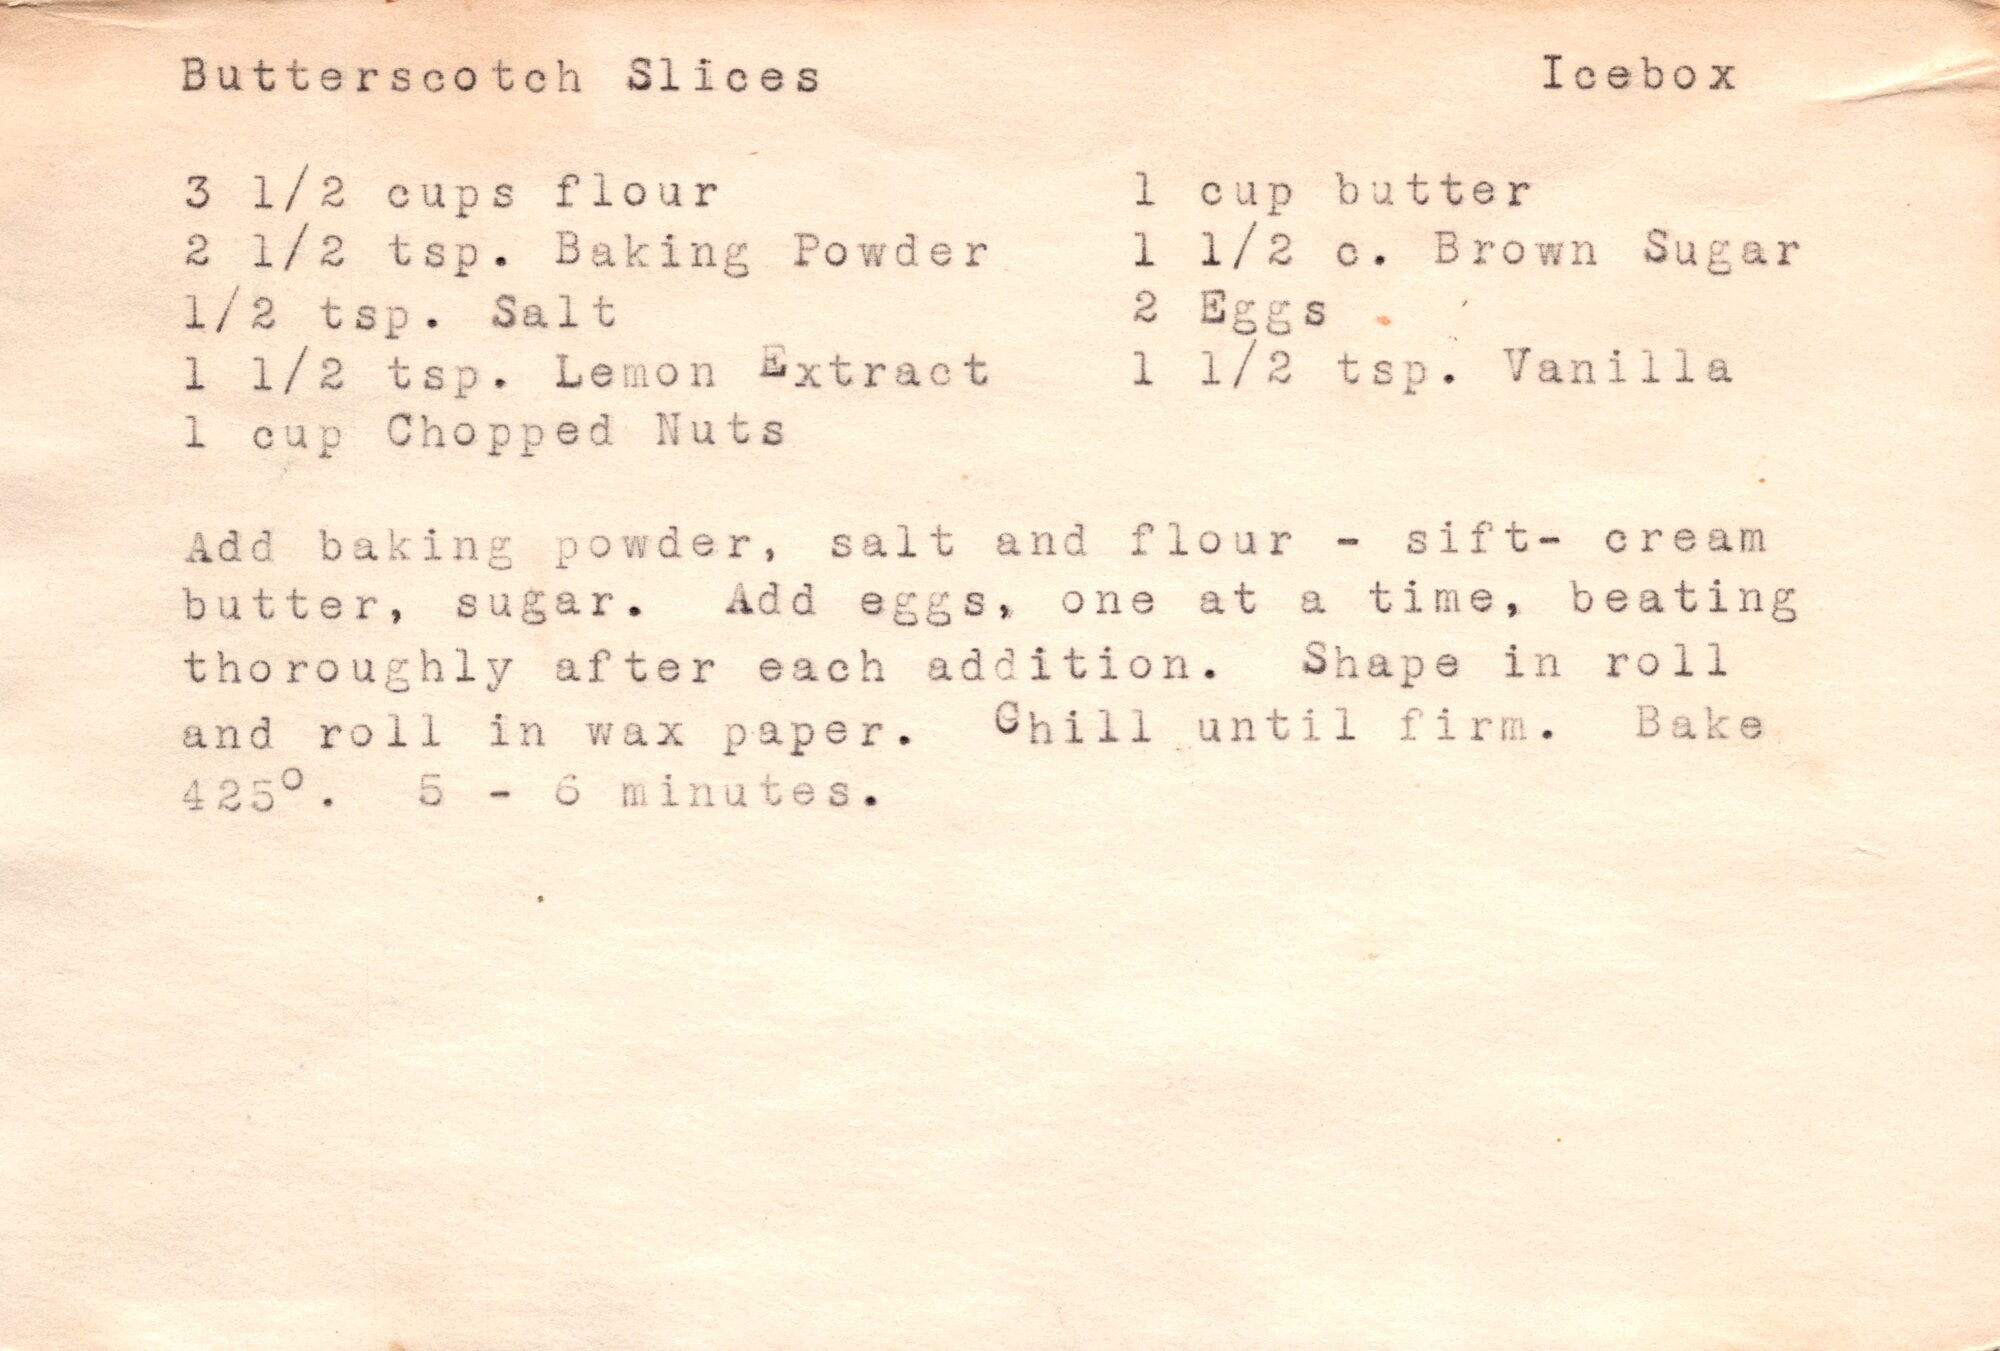 Butterscotch Slices Icebox
3 1/2 cups flour 1 cup butter
2 1/2 tsp. Baking Powder 1 1/2 c. Brown Sugar
1/2 tsp. Salt 2 Eggs
1 1/2 tsp. Lemon Extract 1 1/2 tsp. Vanilla
1 cup Chopped Nuts
Add baking powder, salt and flour - sift- cream
butter, sugar. Add eggs, one at a time, beating
thoroughly after each addition. Shape in roll
and roll in wax paper. Chill until firm. Bake
425°. 5 - 6 minutes.